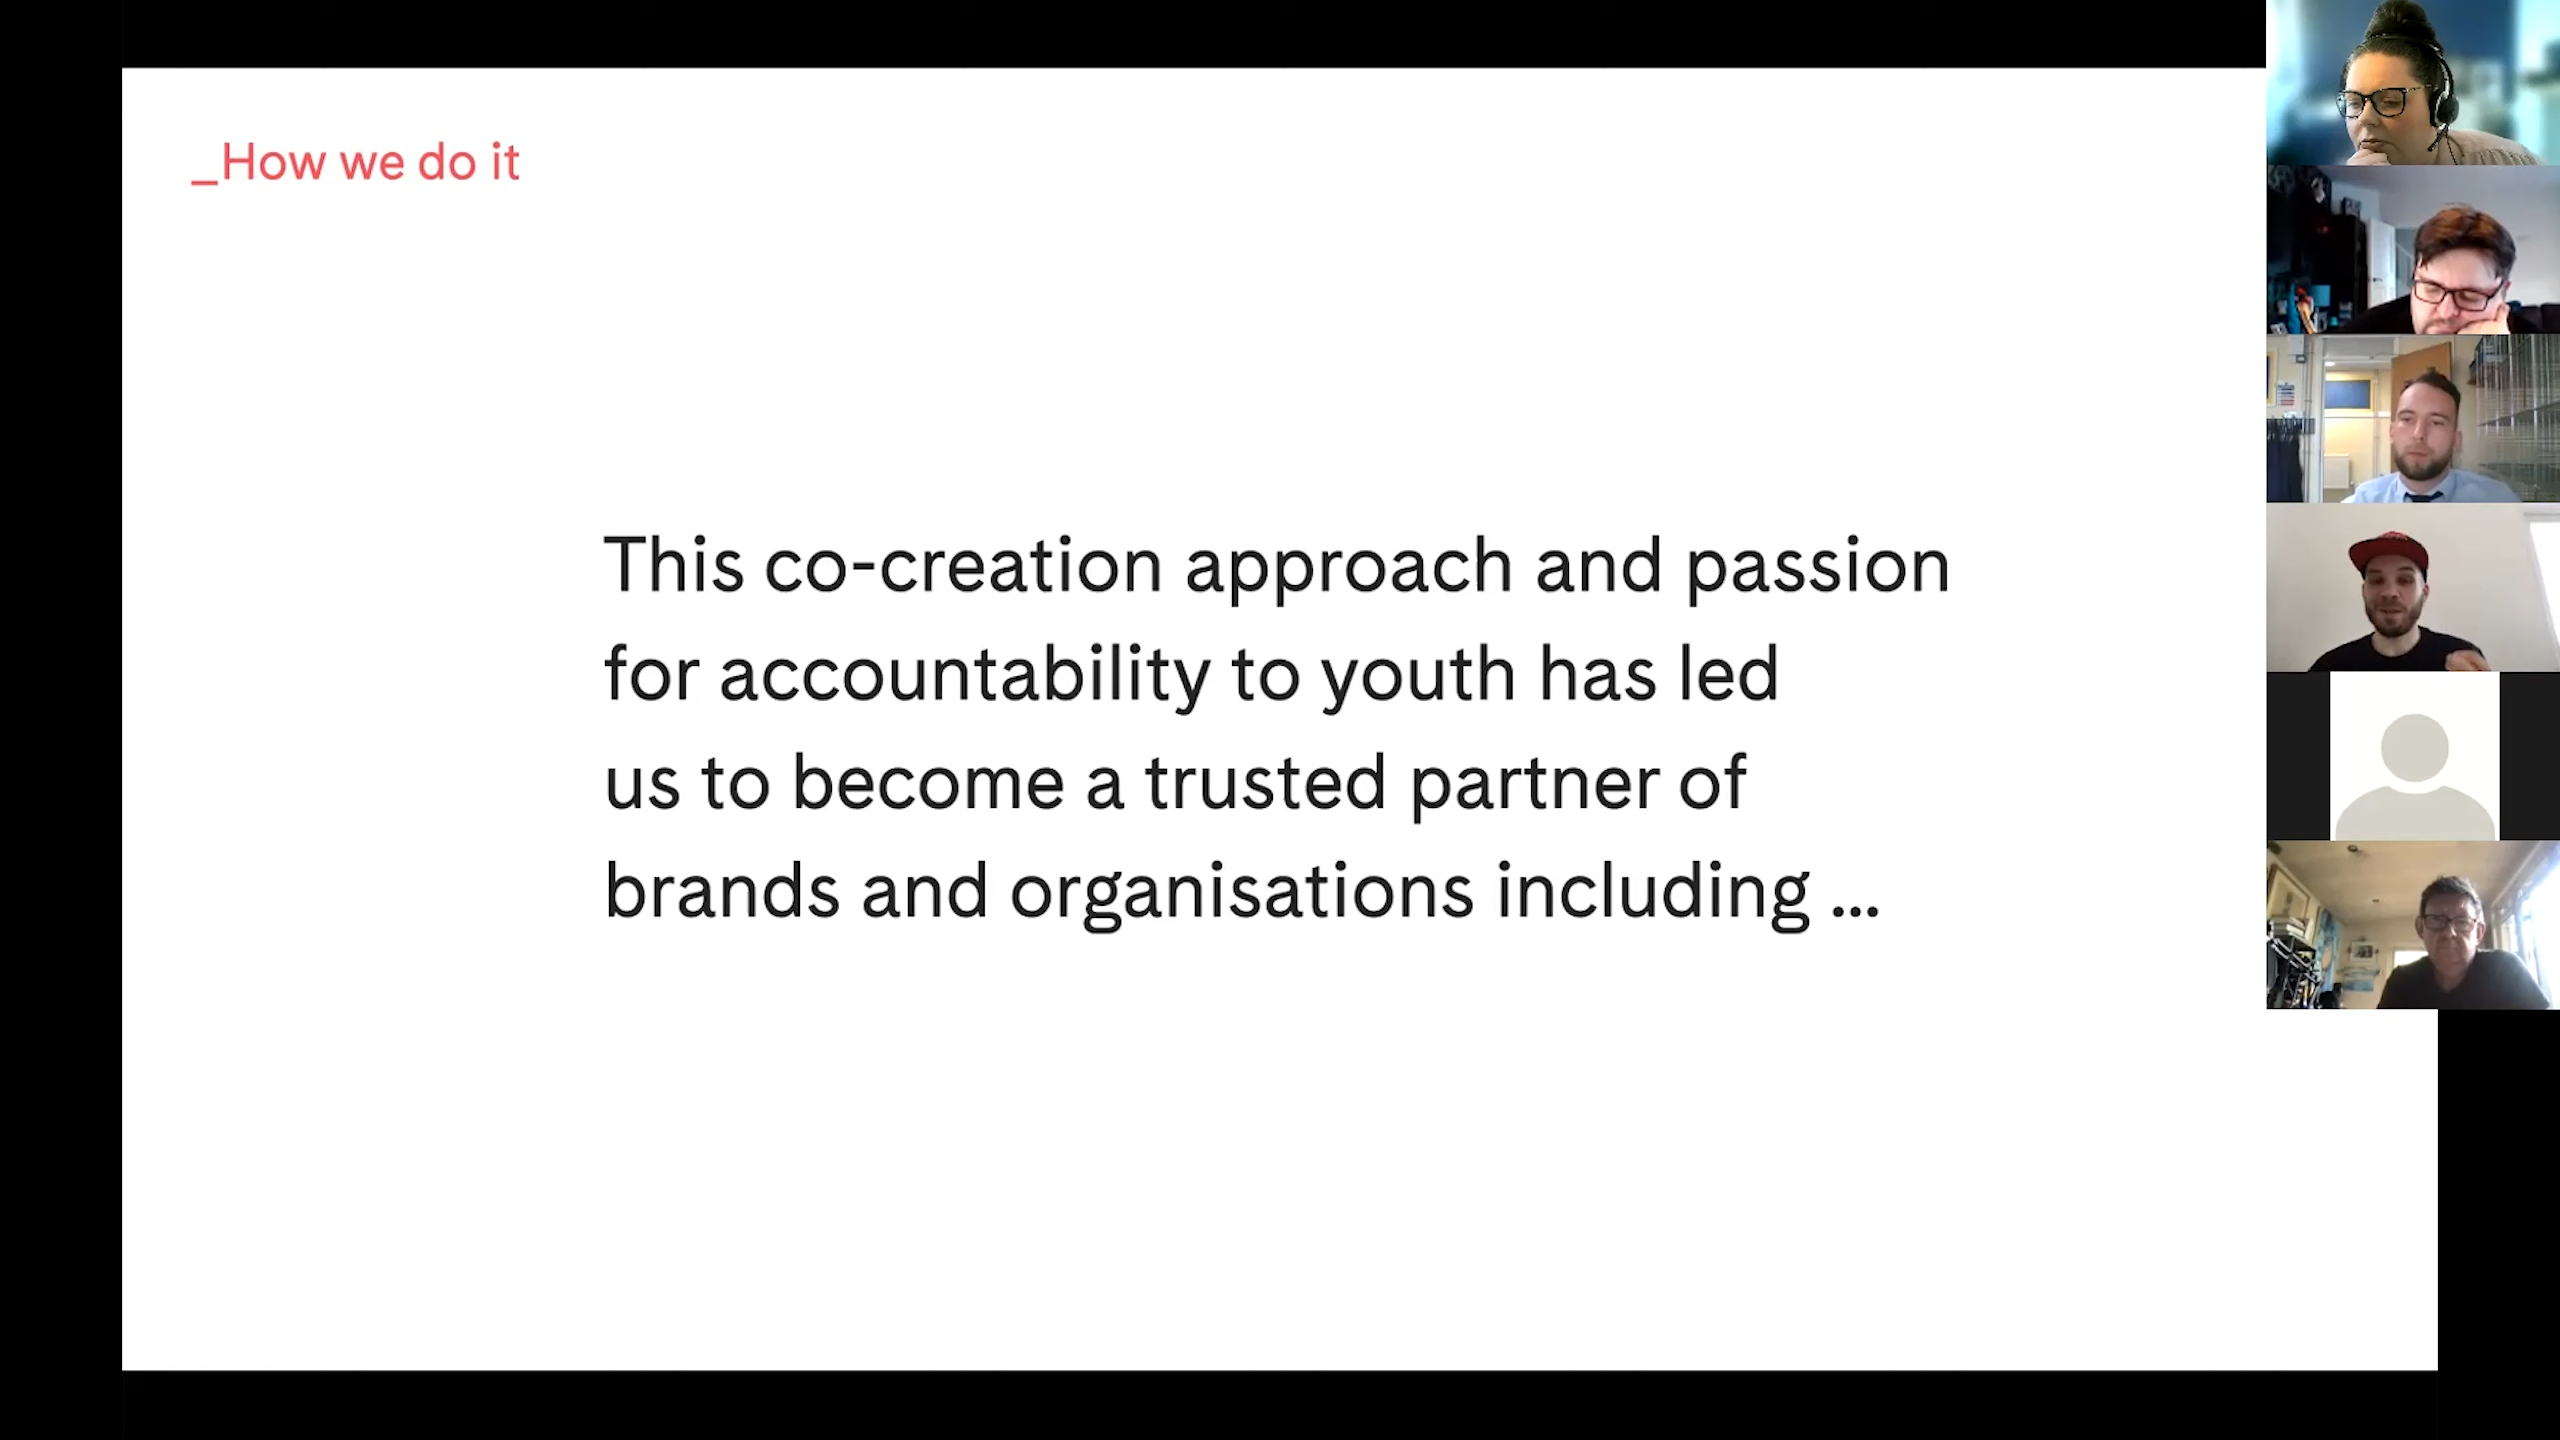 _How we do it
This co-creation approach and passion
for accountability to youth has led
us to become a trusted partner of
brands and organisations including ...